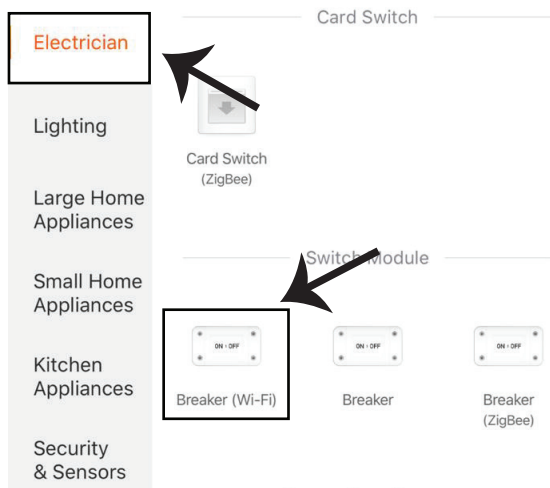 Electrician
Lighting
Large Home
Appliances
Small Home
Appliances
Kitchen
Appliances
Security
& Sensors
Card Switch
Card Switch
(ZigBee)
Switch Module
ON OFF
Breaker (Wi-Fi)
ON OFF
Breaker
ON OFF
Breaker
(ZigBee)